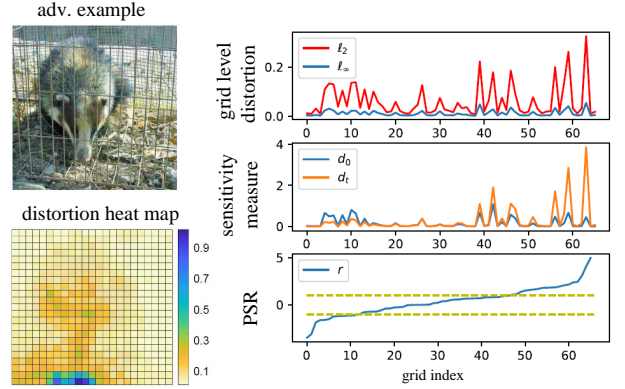 adv. example
distortion heat map
0.9
0.7
0.5
0.3
0.1
grid level
distortion
0.2
0.0
ℓ2
ℓ∞
0 10 20 30 40 50 60
sensitivity
measure
4
2
0
d0
dt
0 10 20 30 40 50 60
PSR
5
0
r
0 10 20 30 40 50 60
grid index